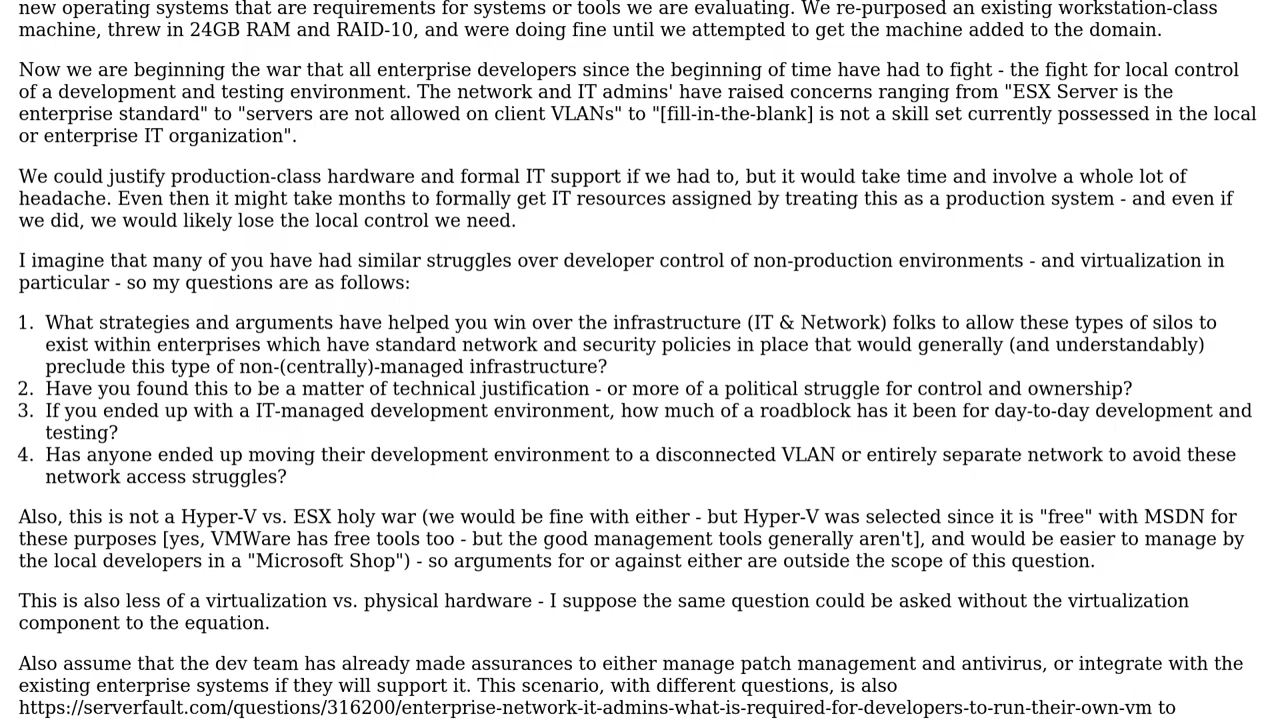 new operating systems that are requirements for systems or tools we are evaluating. We re-purposed an existing workstation-class
machine, threw in 24GB RAM and RAID-10, and were doing fine until we attempted to get the machine added to the domain.
Now we are beginning the war that all enterprise developers since the beginning of time have had to fight - the fight for local control
of a development and testing environment. The network and IT admins' have raised concerns ranging from "ESX Server is the
enterprise standard" to "servers are not allowed on client VLANs" to "[fill-in-the-blank] is not a skill set currently possessed in the local
or enterprise IT organization".
We could justify production-class hardware and formal IT support if we had to, but it would take time and involve a whole lot of
headache. Even then it might take months to formally get IT resources assigned by treating this as a production system - and even if
we did, we would likely lose the local control we need.
I imagine that many of you have had similar struggles over developer control of non-production environments - and virtualization in
particular - so my questions are as follows:
1. What strategies and arguments have helped you win over the infrastructure (IT & Network) folks to allow these types of silos to
exist within enterprises which have standard network and security policies in place that would generally (and understandably)
preclude this type of non-(centrally)-managed infrastructure?
2. Have you found this to be a matter of technical justification - or more of a political struggle for control and ownership?
3. If you ended up with a IT-managed development environment, how much of a roadblock has it been for day-to-day development and
testing?
4. Has anyone ended up moving their development environment to a disconnected VLAN or entirely separate network to avoid these
network access struggles?
Also, this is not a Hyper-V vs. ESX holy war (we would be fine with either - but Hyper-V was selected since it is "free" with MSDN for
these purposes [yes, VMWare has free tools too - but the good management tools generally aren't], and would be easier to manage by
the local developers in a "Microsoft Shop") - so arguments for or against either are outside the scope of this question.
This is also less of a virtualization vs. physical hardware - I suppose the same question could be asked without the virtualization
component to the equation.
Also assume that the dev team has already made assurances to either manage patch management and antivirus, or integrate with the
existing enterprise systems if they will support it. This scenario, with different questions, is also
https://serverfault.com/questions/316200/enterprise-network-it-admins-what-is-required-for-developers-to-run-their-own-vm to